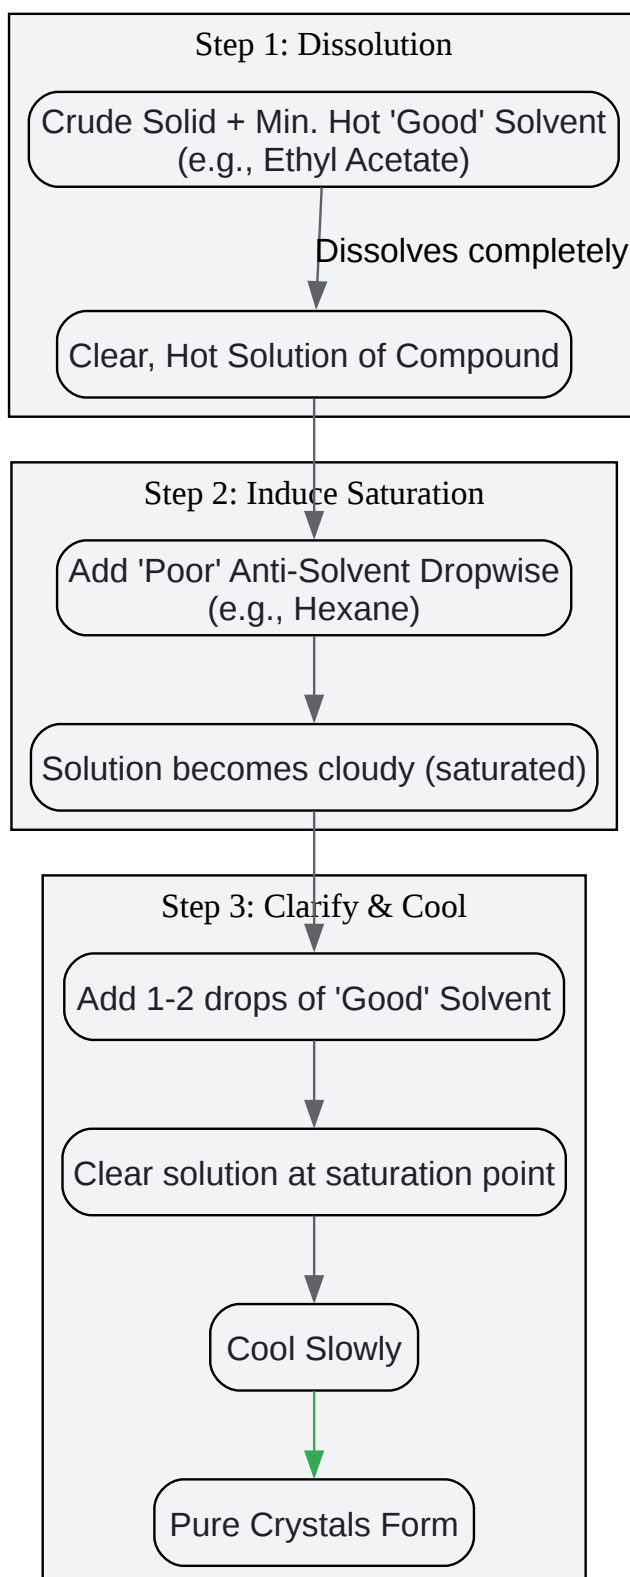 Step 1: Dissolution
Crude Solid + Min. Hot 'Good' Solvent
(e.g., Ethyl Acetate)
Dissolves completely
Clear, Hot Solution of Compound
Step 2: Induce Saturation
Add 'Poor' Anti-Solvent Dropwise
(e.g., Hexane)
Solution becomes cloudy (saturated)
Step 3: Clarify & Cool
Add 1-2 drops of 'Good' Solvent
Clear solution at saturation point
Cool Slowly
Pure Crystals Form